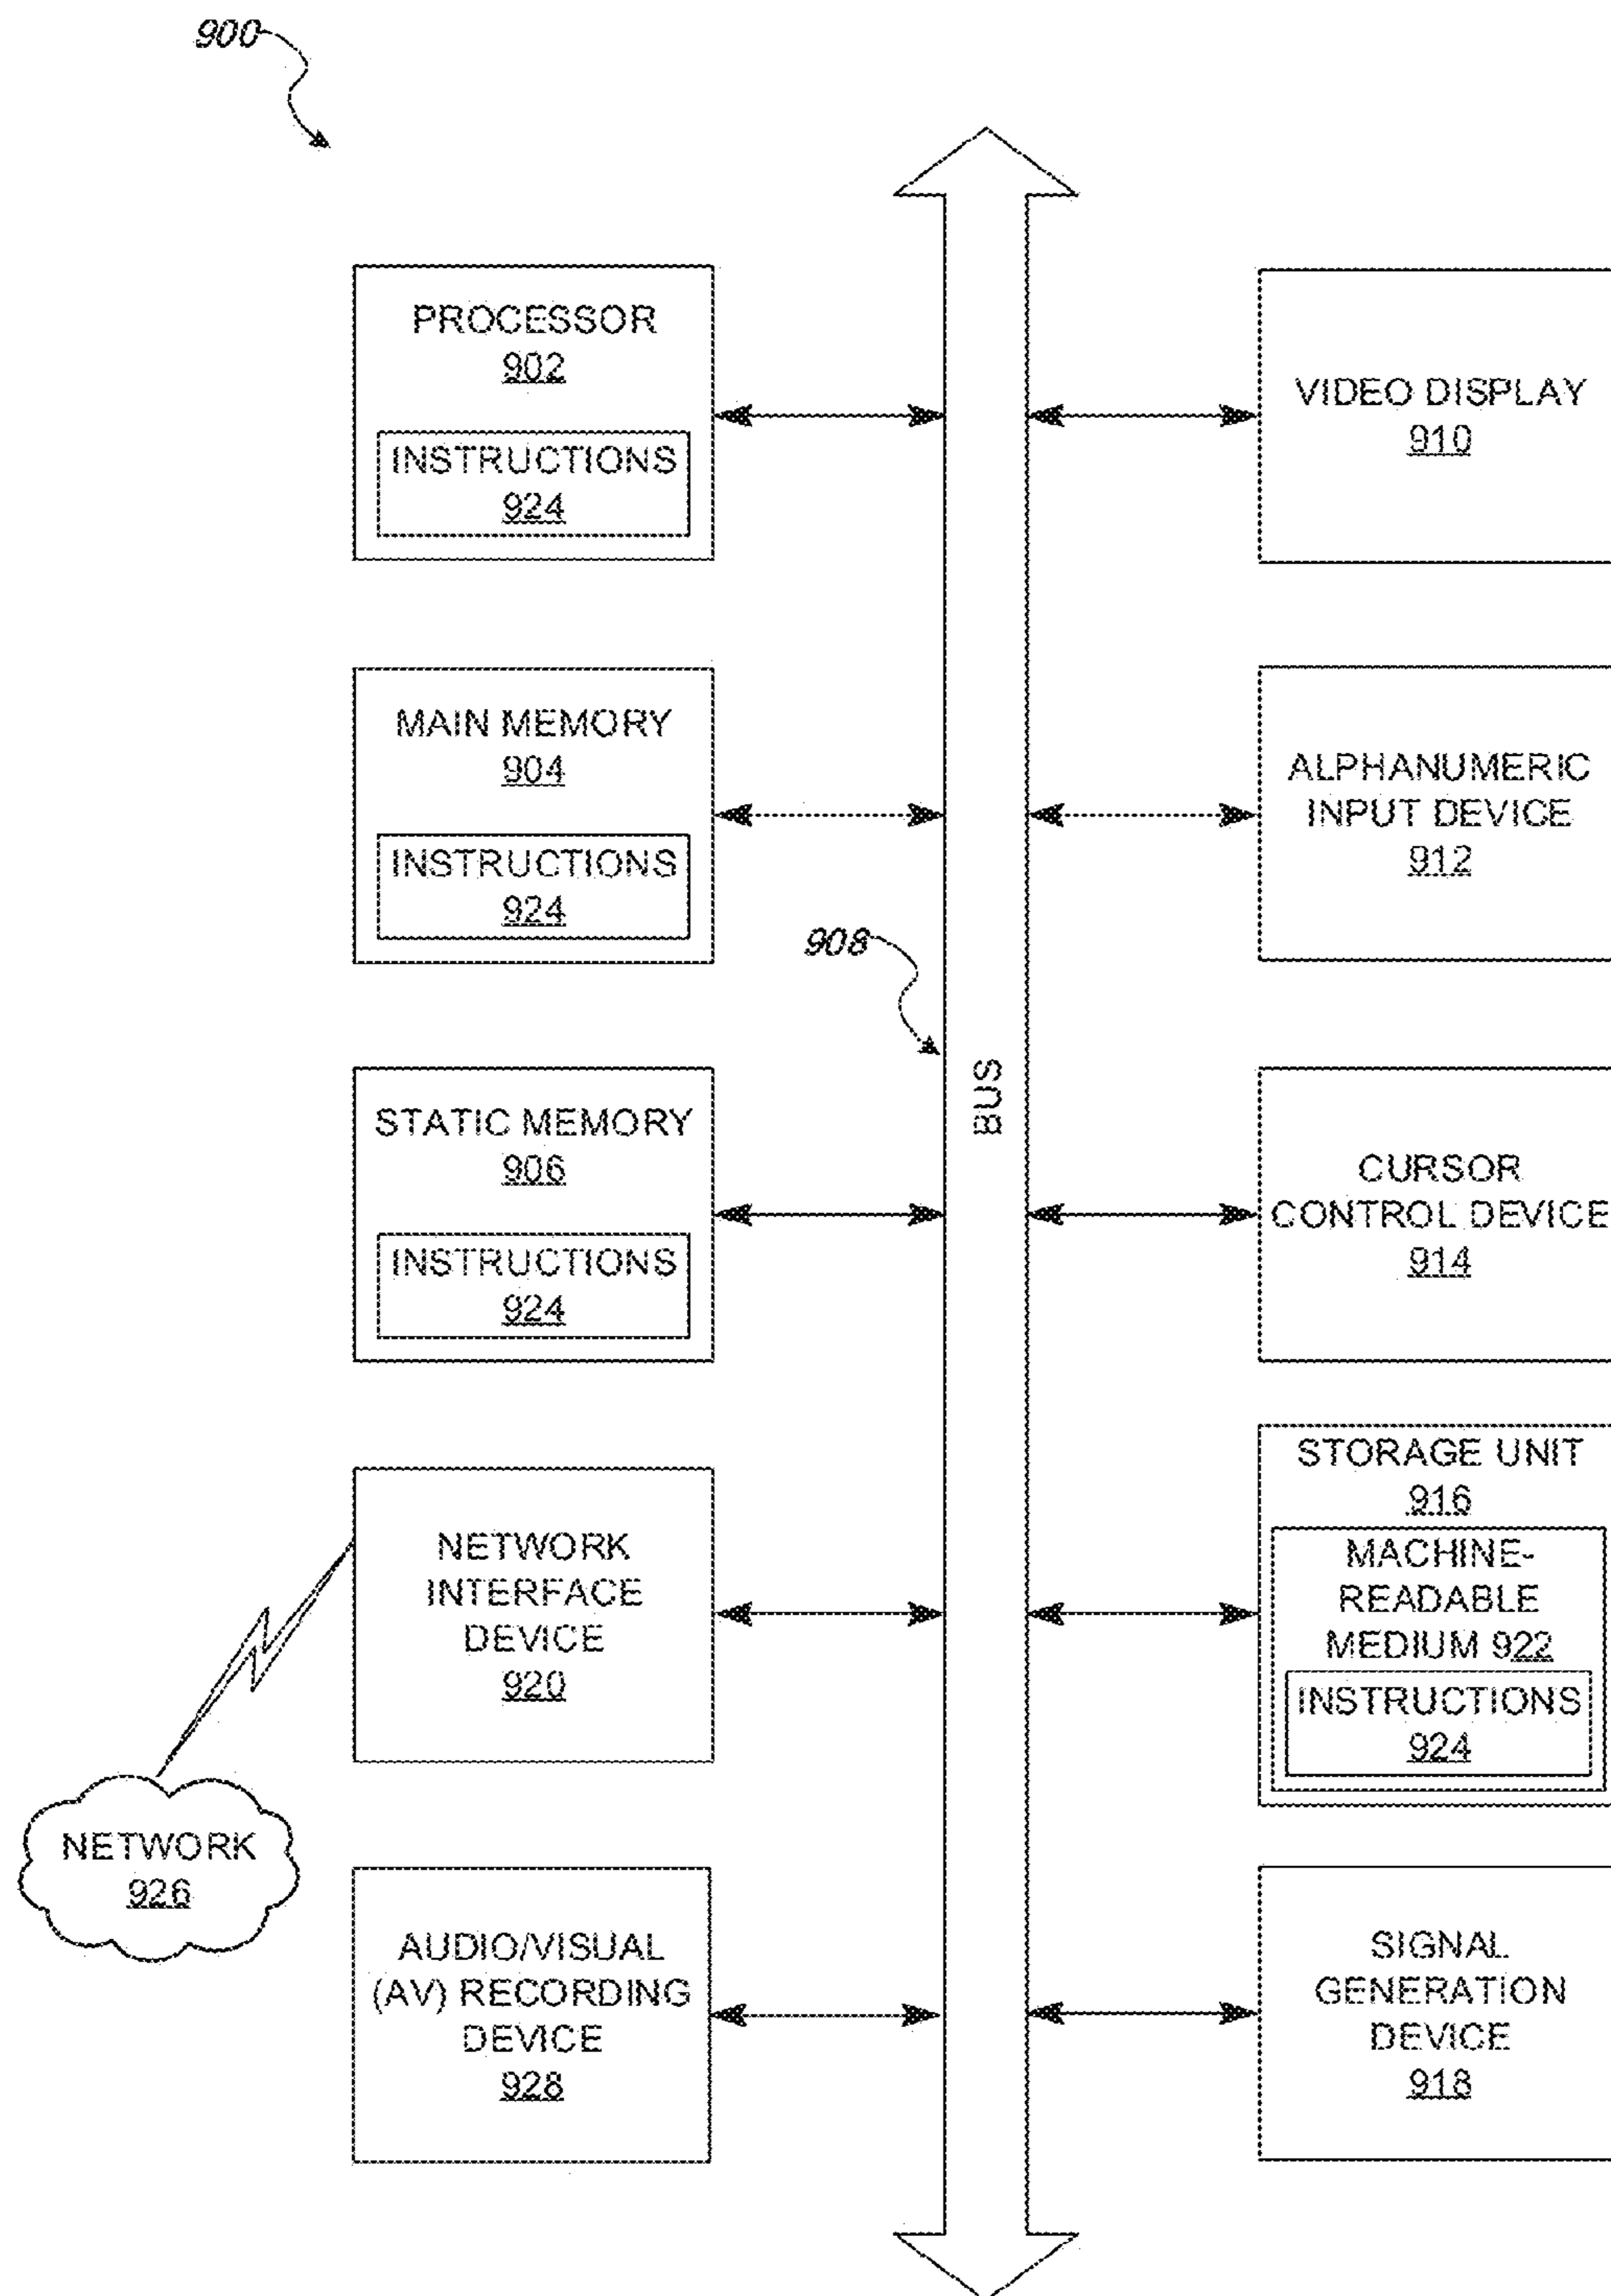 900
PROCESSOR
902
INSTRUCTIONS
924
MAIN MEMORY
904
INSTRUCTIONS
924
STATIC MEMORY
906
INSTRUCTIONS
924
NETWORK
INTERFACE
DEVICE
920
NETWORK
926
AUDIO/VISUAL
(AV) RECORDING
DEVICE
928
908
BUS
VIDEO DISPLAY
910
ALPHANUMERIC
INPUT DEVICE
912
CURSOR
CONTROL DEVICE
914
STORAGE UNIT
916
MACHINE-
READABLE
MEDIUM 922
INSTRUCTIONS
924
SIGNAL
GENERATION
DEVICE
918